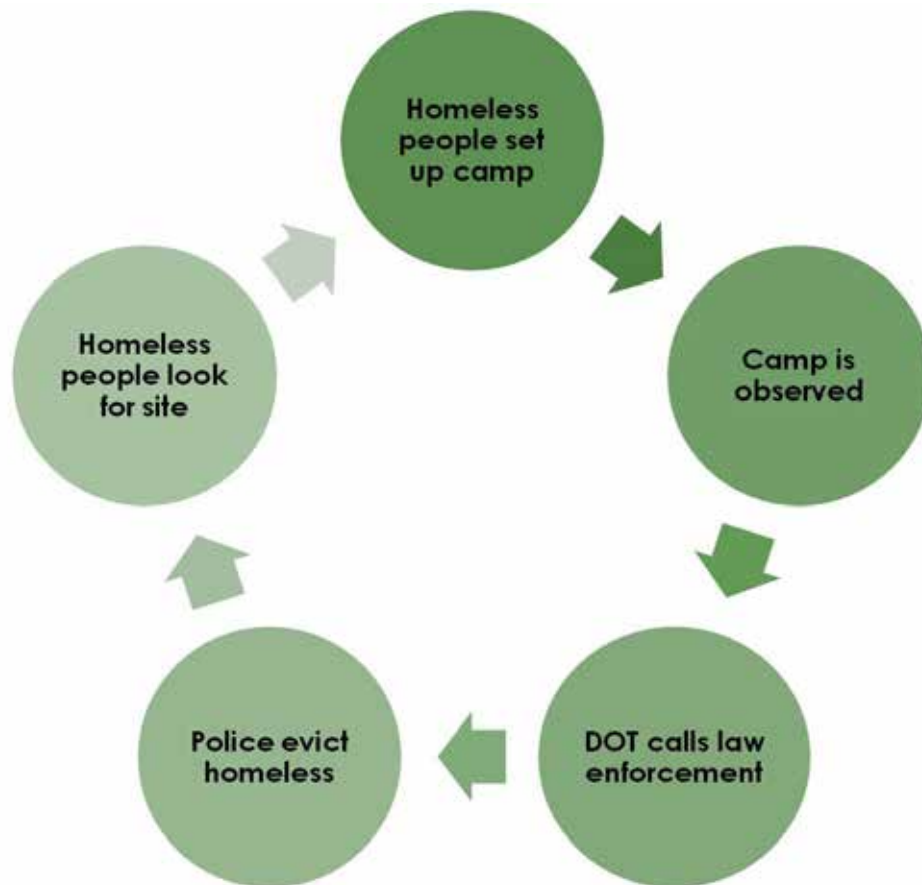 Homeless
people set
up camp
Camp is
observed
DOT calls law
enforcement
Police evict
homeless
Homeless
people look
for site